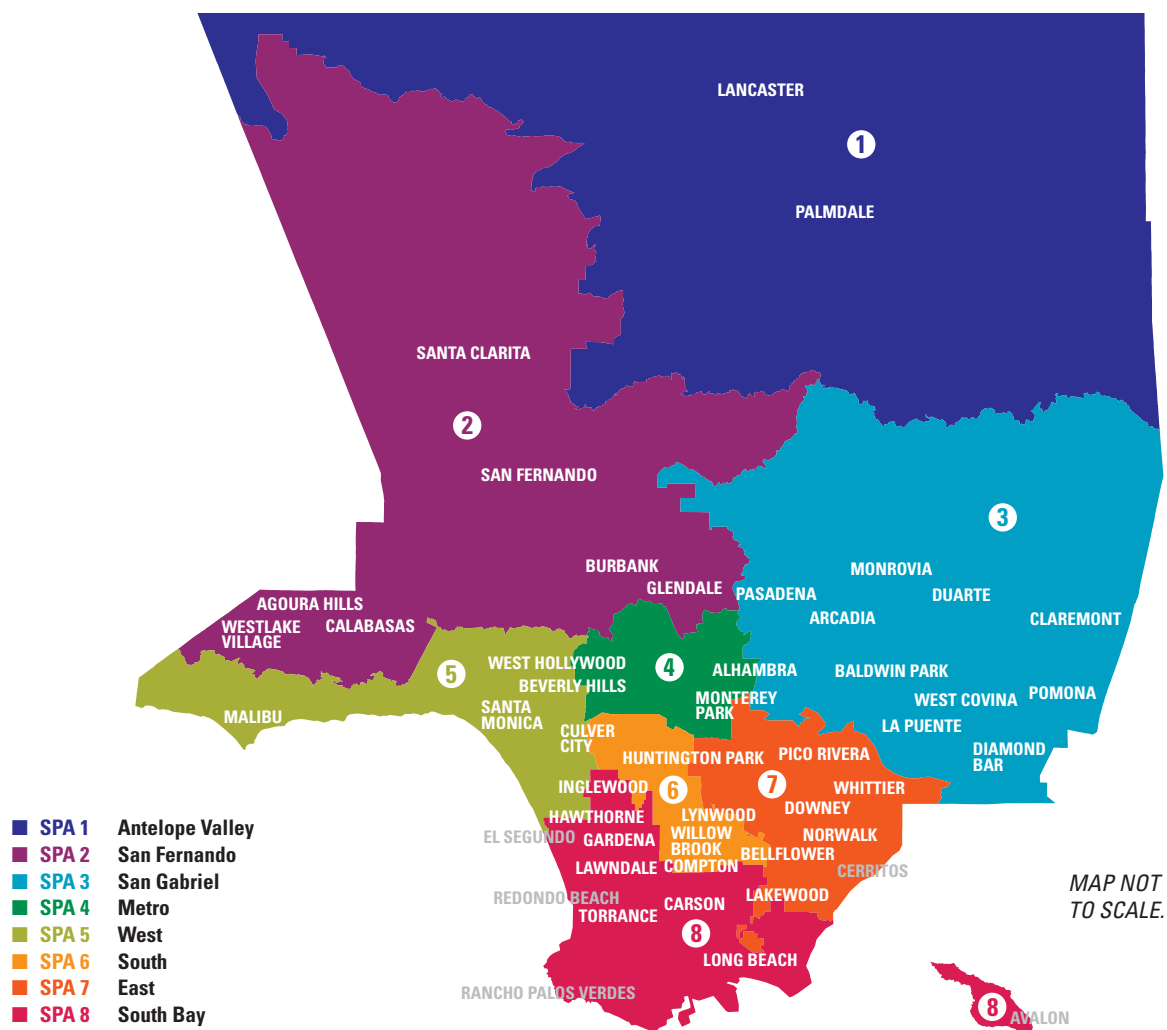 LANCASTER
1
PALMDALE
SANTA CLARITA
2
SAN FERNANDO
3
BURBANK
GLENDALE
MONROVIA
PASADENA
DUARTE
ARCADIA
CLAREMONT
AGOURA HILLS
WESTLAKE
VILLAGE
CALABASAS
5
WEST HOLLYWOOD
4
ALHAMBRA
BALDWIN PARK
BEVERLY HILLS
MONTEREY
PARK
WEST COVINA
POMONA
MALIBU
SANTA
MONICA
LA PUENTE
CULVER
CITY
HUNTINGTON PARK
PICO RIVERA
DIAMOND
BAR
INGLEWOOD
6
7
WHITTIER
HAWTHORNE
LYNWOOD
DOWNEY
EL SEGUNDO
GARDENA
WILLOW
BROOK
NORWALK
BELLFLOWER
LAWNDALE
COMPTON
CERRITOS
REDONDO BEACH
LAKEWOOD
TORRANCE
CARSON
8
LONG BEACH
RANCHO PALOS VERDES
8
AVALON
MAP NOT
TO SCALE.
SPA 1 Antelope Valley
SPA 2 San Fernando
SPA 3 San Gabriel
SPA 4 Metro
SPA 5 West
SPA 6 South
SPA 7 East
SPA 8 South Bay